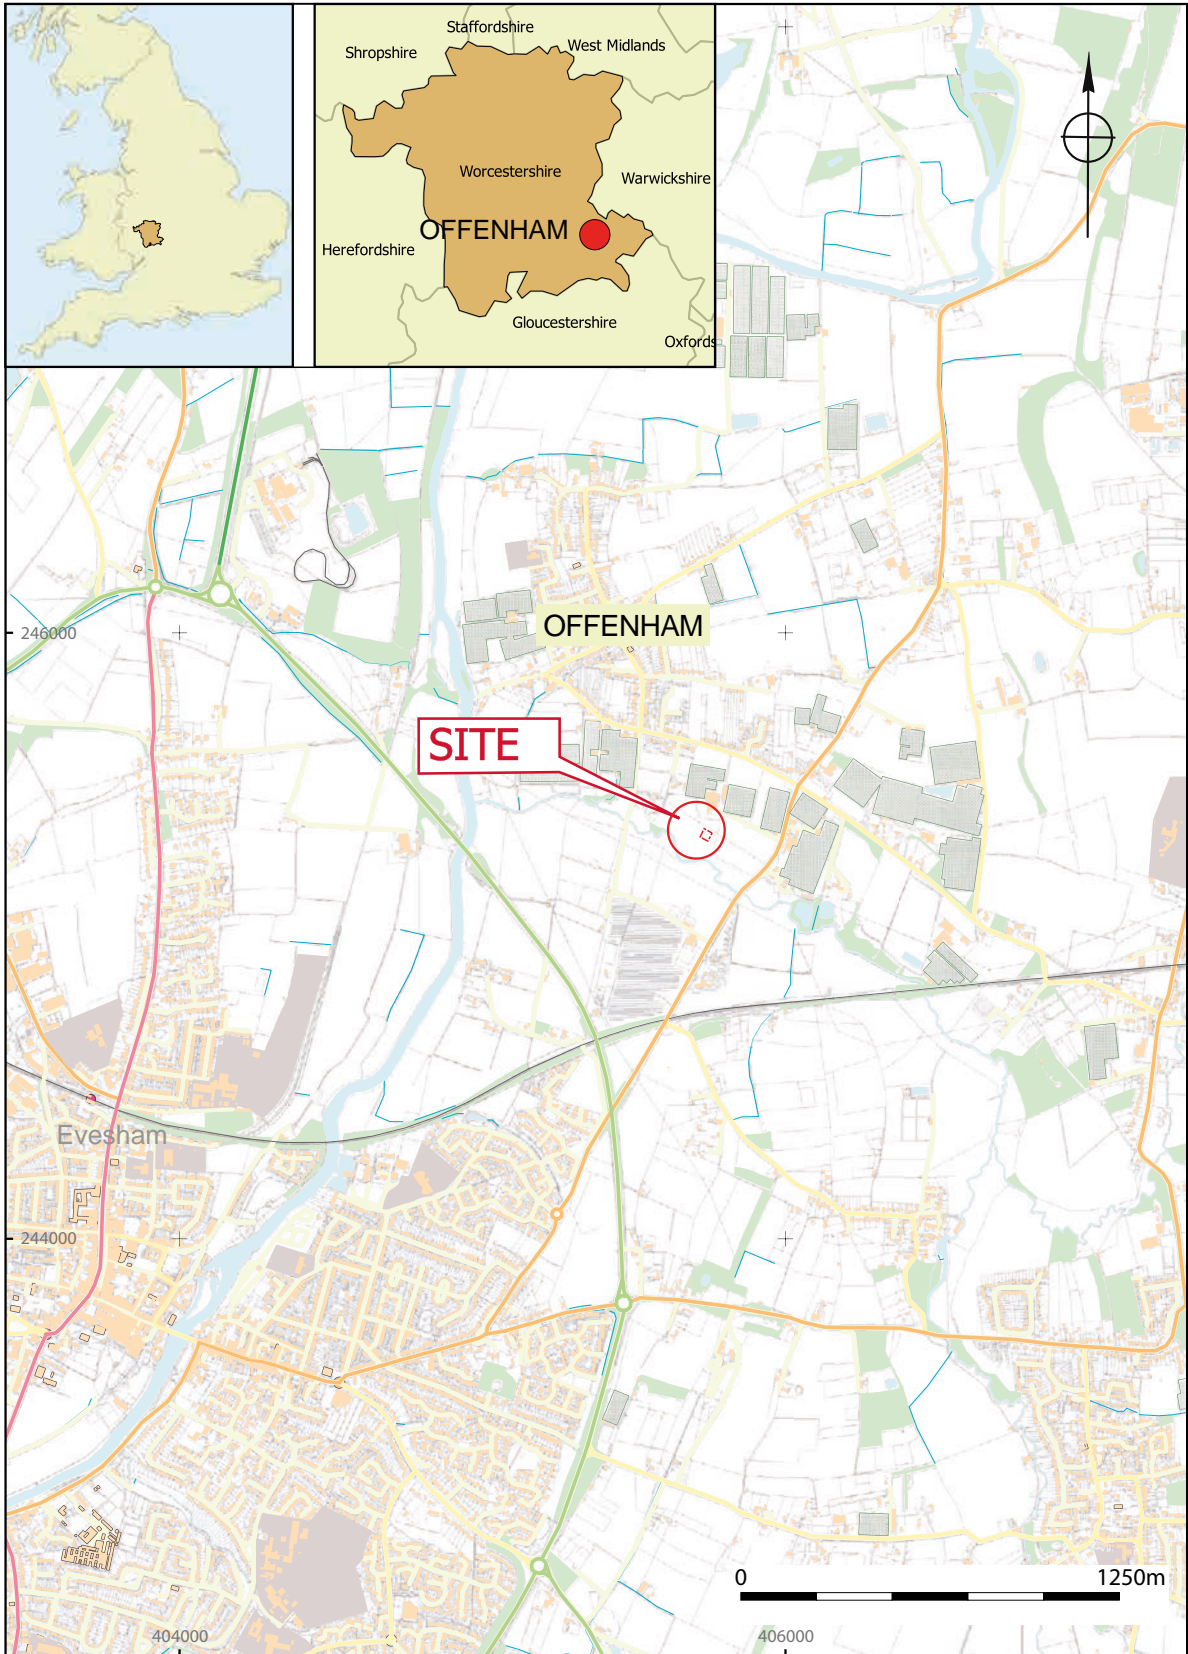 Staffordshire
Shropshire
West Midlands
Worcestershire
Warwickshire
OFFENHAM
Herefordshire
Gloucestershire
Oxfords
246000
OFFENHAM
SITE
Evesham
244000
0
1250m
404000
406000